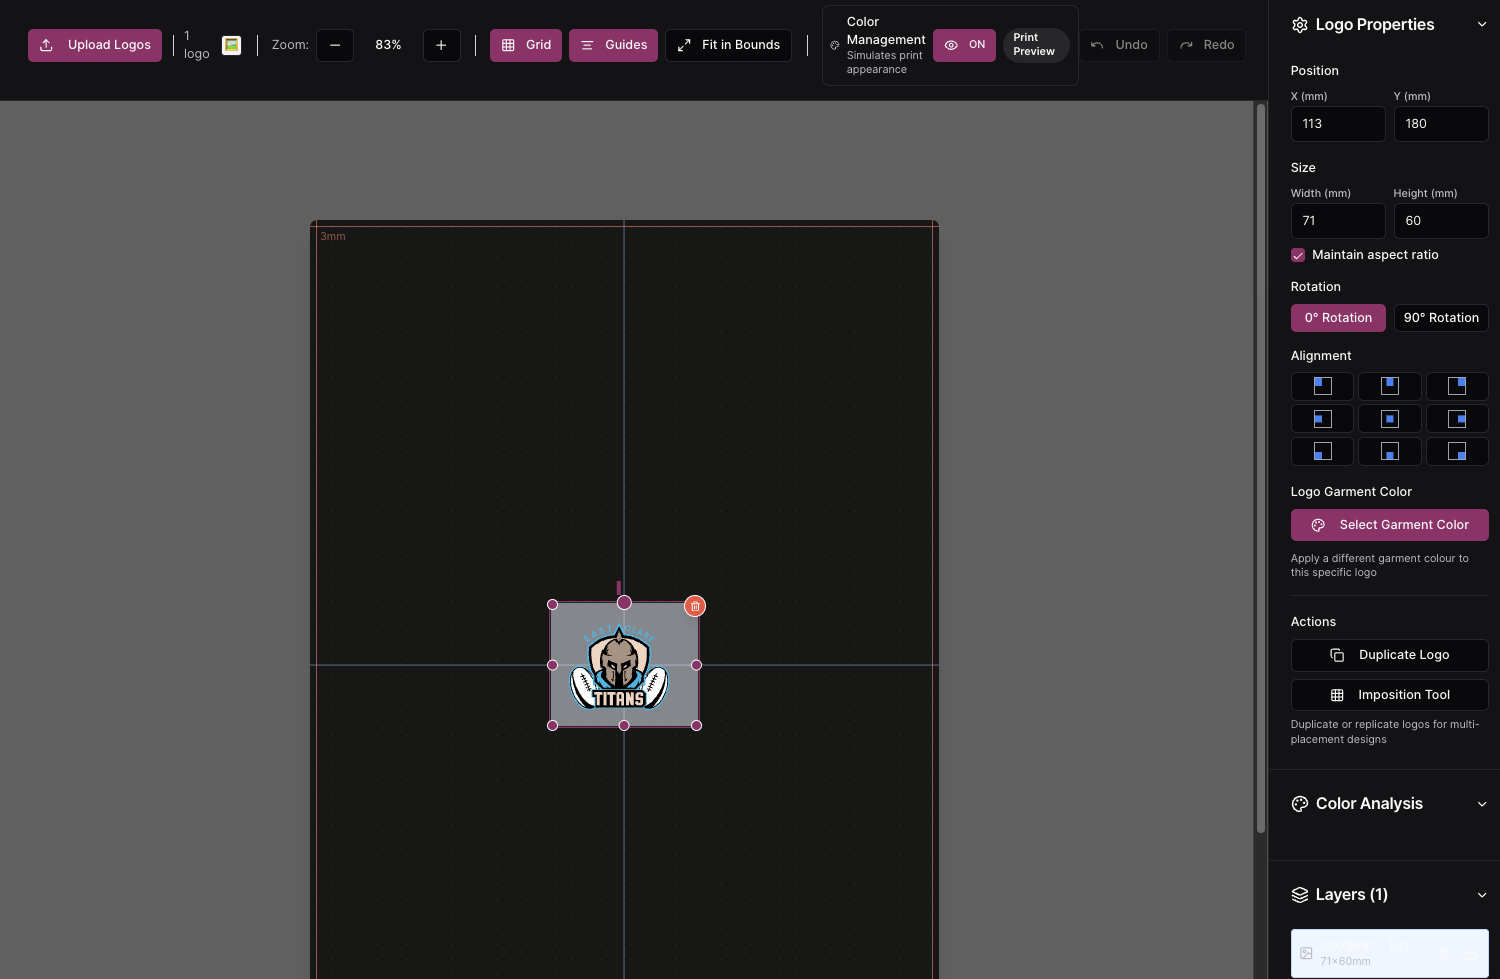 Upload Logos
1
logo
Zoom:
83%
Grid
Guides
Fit in Bounds
Color
Management
Simulates print
appearance
ON
Print
Preview
Undo
Redo
3mm
EAST CLARE
TITANS
Logo Properties
Position
X (mm)
Y (mm)
113
180
Size
Width (mm)
Height (mm)
71
60
Maintain aspect ratio
Rotation
0° Rotation
90° Rotation
Alignment
Logo Garment Color
Select Garment Color
Apply a different garment colour to
this specific logo
Actions
Duplicate Logo
Imposition Tool
Duplicate or replicate logos for multi-
placement designs
Color Analysis
Layers (1)
71×60mm